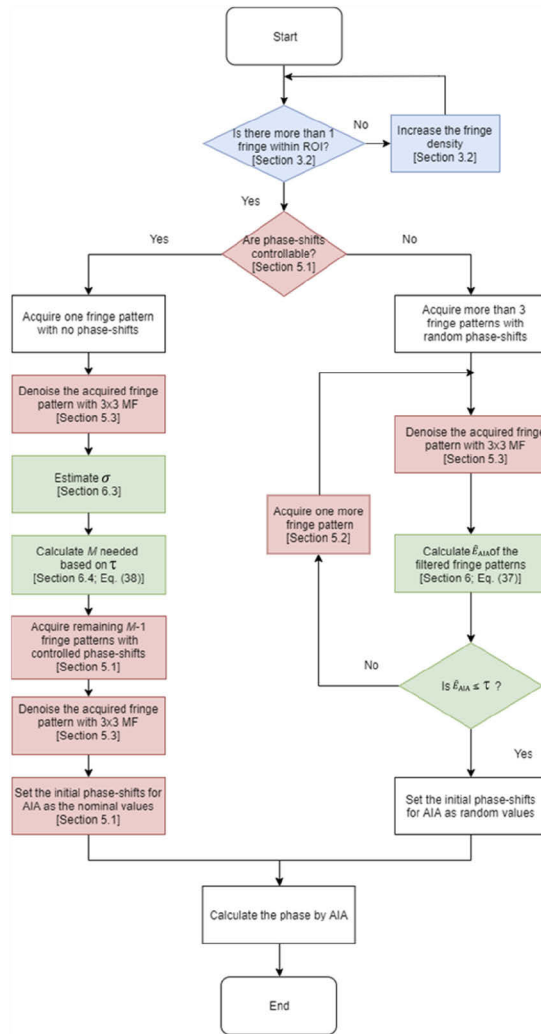 Start
Is there more than 1
fringe within ROI?
[Section 3.2]
No
Increase the fringe
density
[Section 3.2]
Yes
Are phase-shifts
controllable?
[Section 5.1]
Yes
No
Acquire one fringe pattern
with no phase-shifts
Denoise the acquired fringe
pattern with 3x3 MF
[Section 5.3]
Estimate σ
[Section 6.3]
Calculate M needed
based on τ
[Section 6.4; Eq. (38)]
Acquire remaining M-1
fringe patterns with
controlled phase-shifts
[Section 5.1]
Denoise the acquired fringe
pattern with 3x3 MF
[Section 5.3]
Set the initial phase-shifts for
AIA as the nominal values
[Section 5.1]
Acquire more than 3
fringe patterns with
random phase-shifts
Denoise the acquired fringe
pattern with 3x3 MF
[Section 5.3]
Acquire one more
fringe pattern
[Section 5.2]
Calculate ε̂AIA of the
filtered fringe patterns
[Section 6; Eq. (37)]
No
Is ε̂AIA ≤ τ ?
Yes
Set the initial phase-shifts
for AIA as random values
Calculate the phase by AIA
End